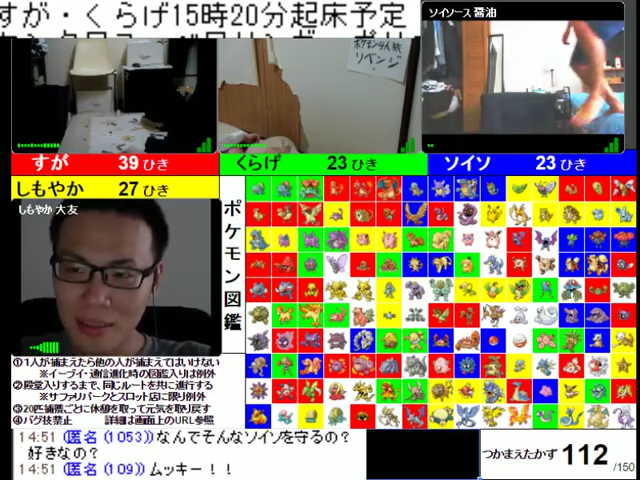 すが・くらげ15時20分起床予定
ソイソース 醤油
ポケモン4人旅
リベンジ
すが 39 ひき
くらげ 23 ひき
ソイソ 23 ひき
しもやか 27 ひき
しもやか 大友
ポケモン図鑑
①1人が捕まえたら他の人が捕まえてはいけない
※イーブイ・通信進化時の図鑑入りは例外
②殿堂入りするまで、同じルートを共に進行する
※サファリパークとスロット店に限り例外
③20匹捕獲ごとに休憩を取って元気を取り戻す
④バグ技禁止 詳細は画面上のURL参照
14:51 (匿名(1053)) なんでそんなソイソを守るの?
好きなの?
14:51 (匿名(109)) ムッキー!!
つかまえたかず 112 /150